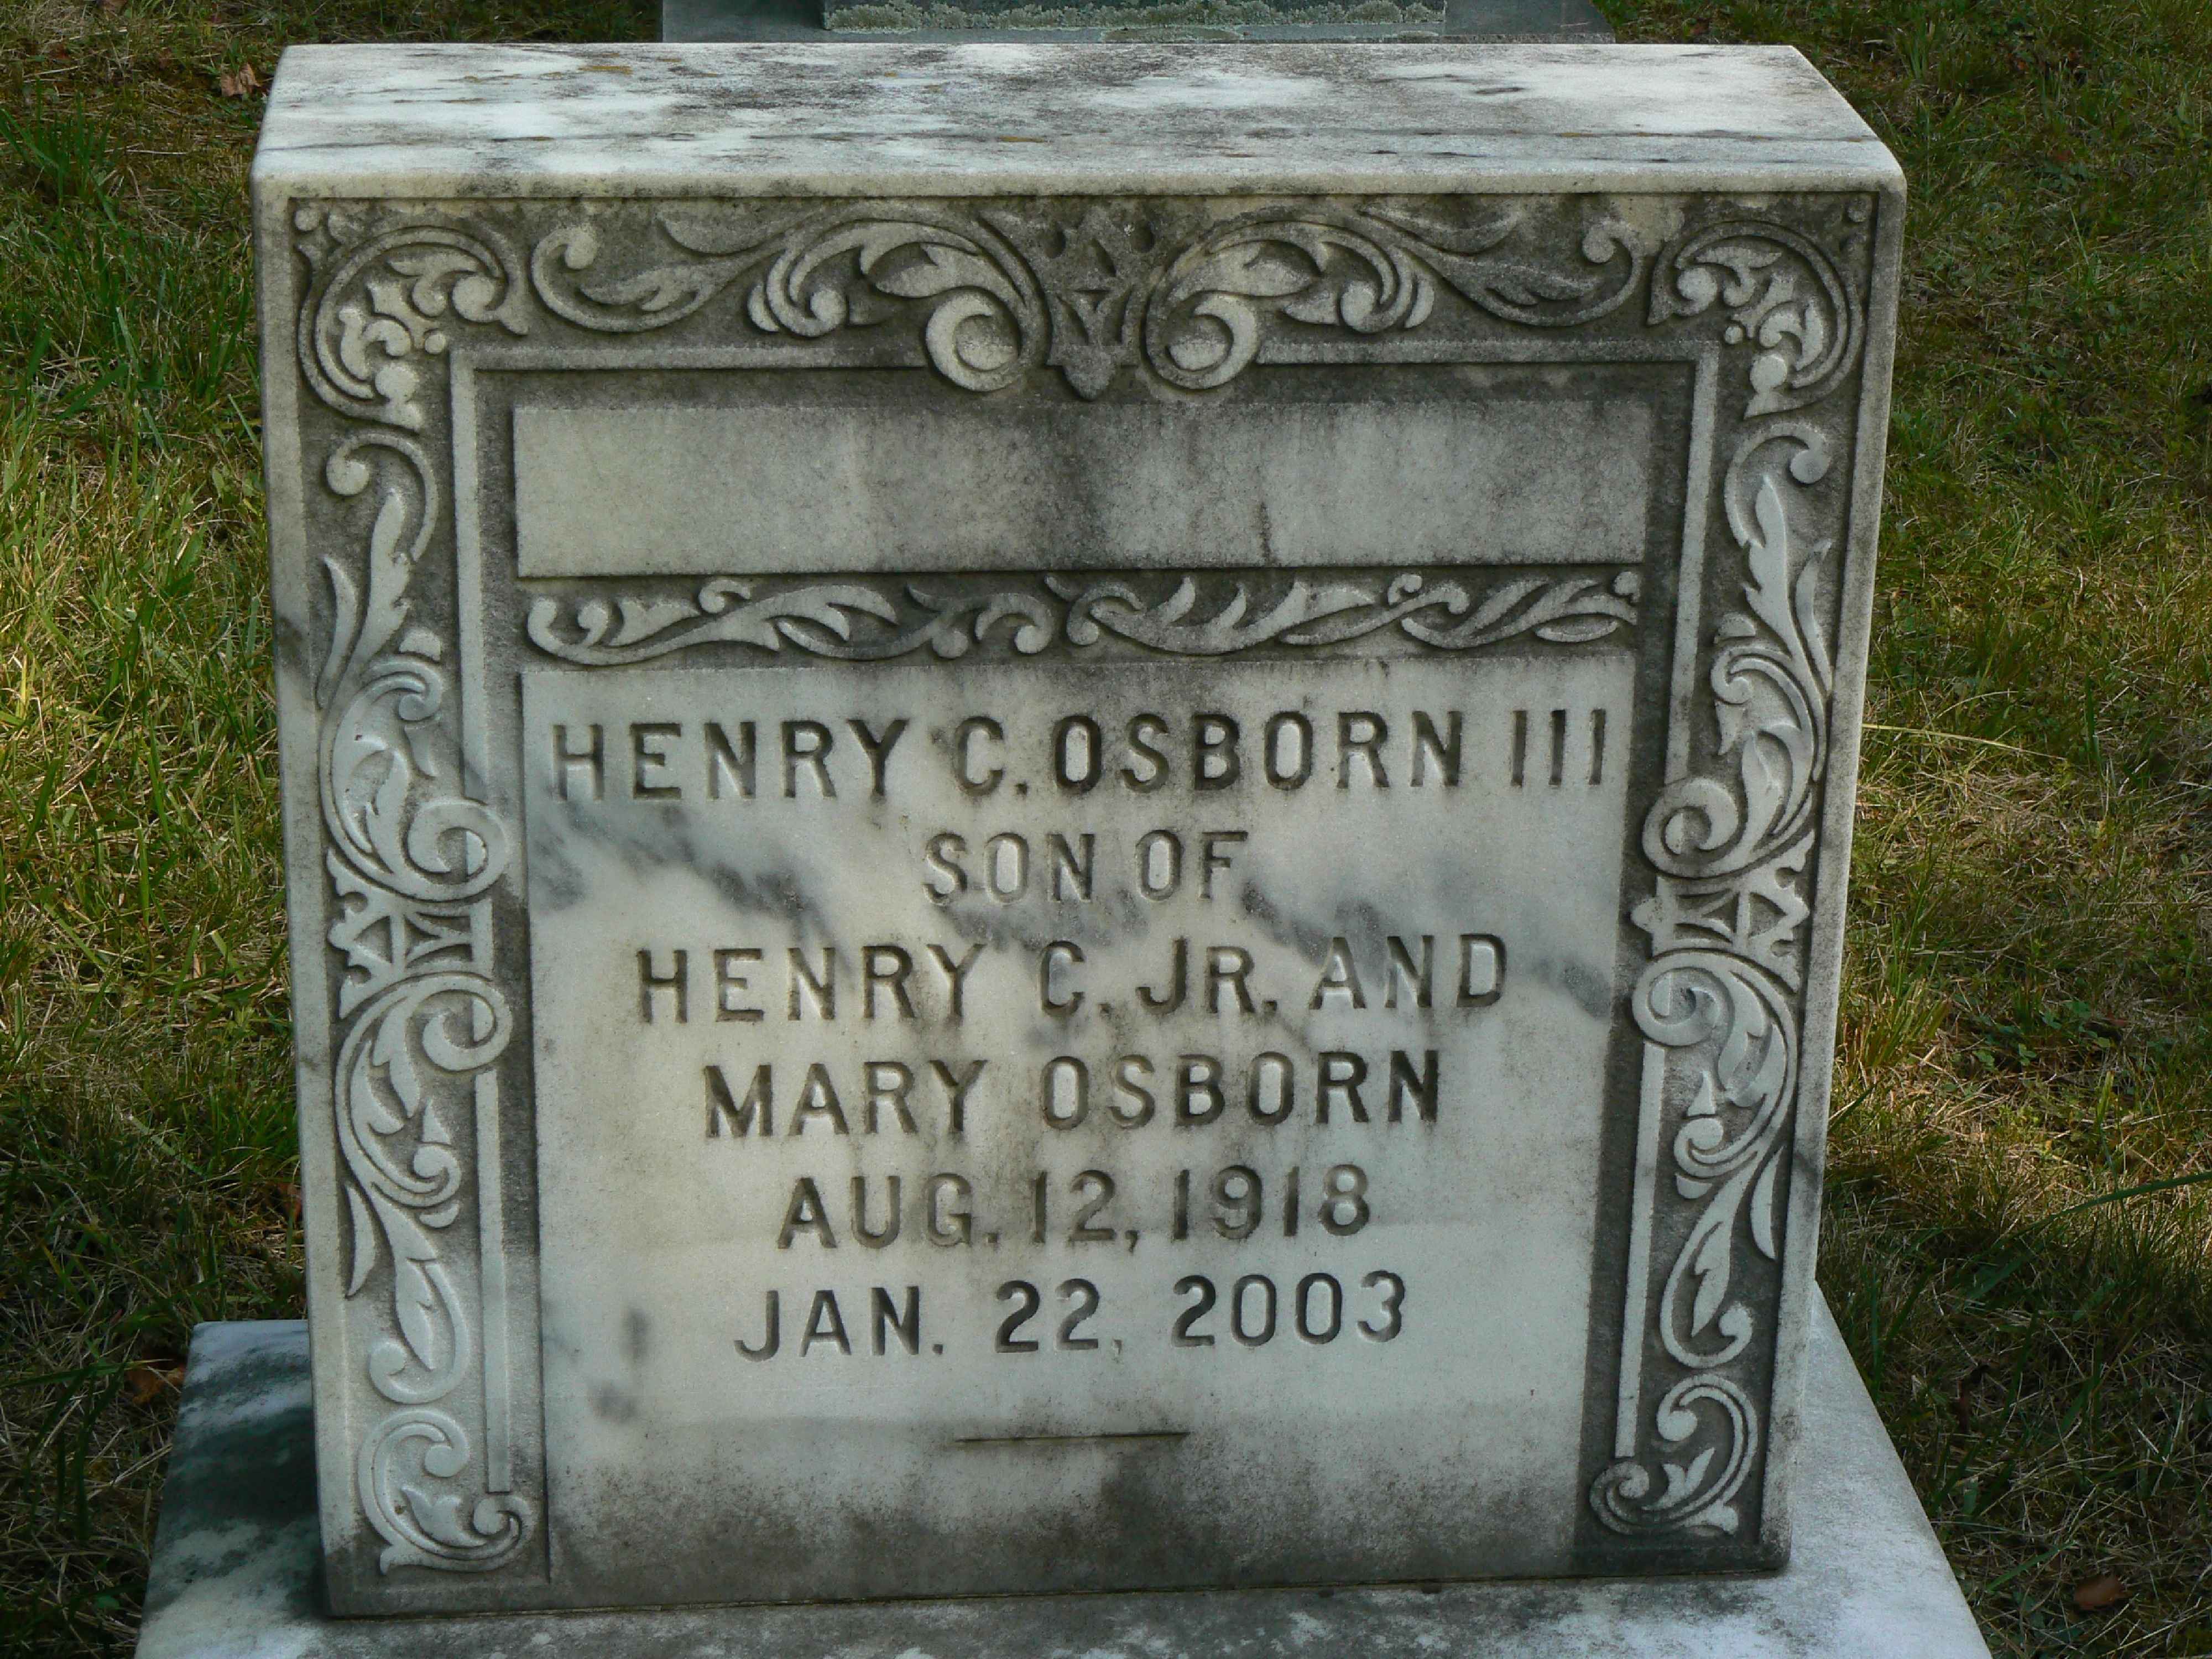 HENRY C. OSBORN III
SON OF
HENRY C. JR. AND
MARY OSBORN
AUG. 12, 1918
JAN. 22, 2003